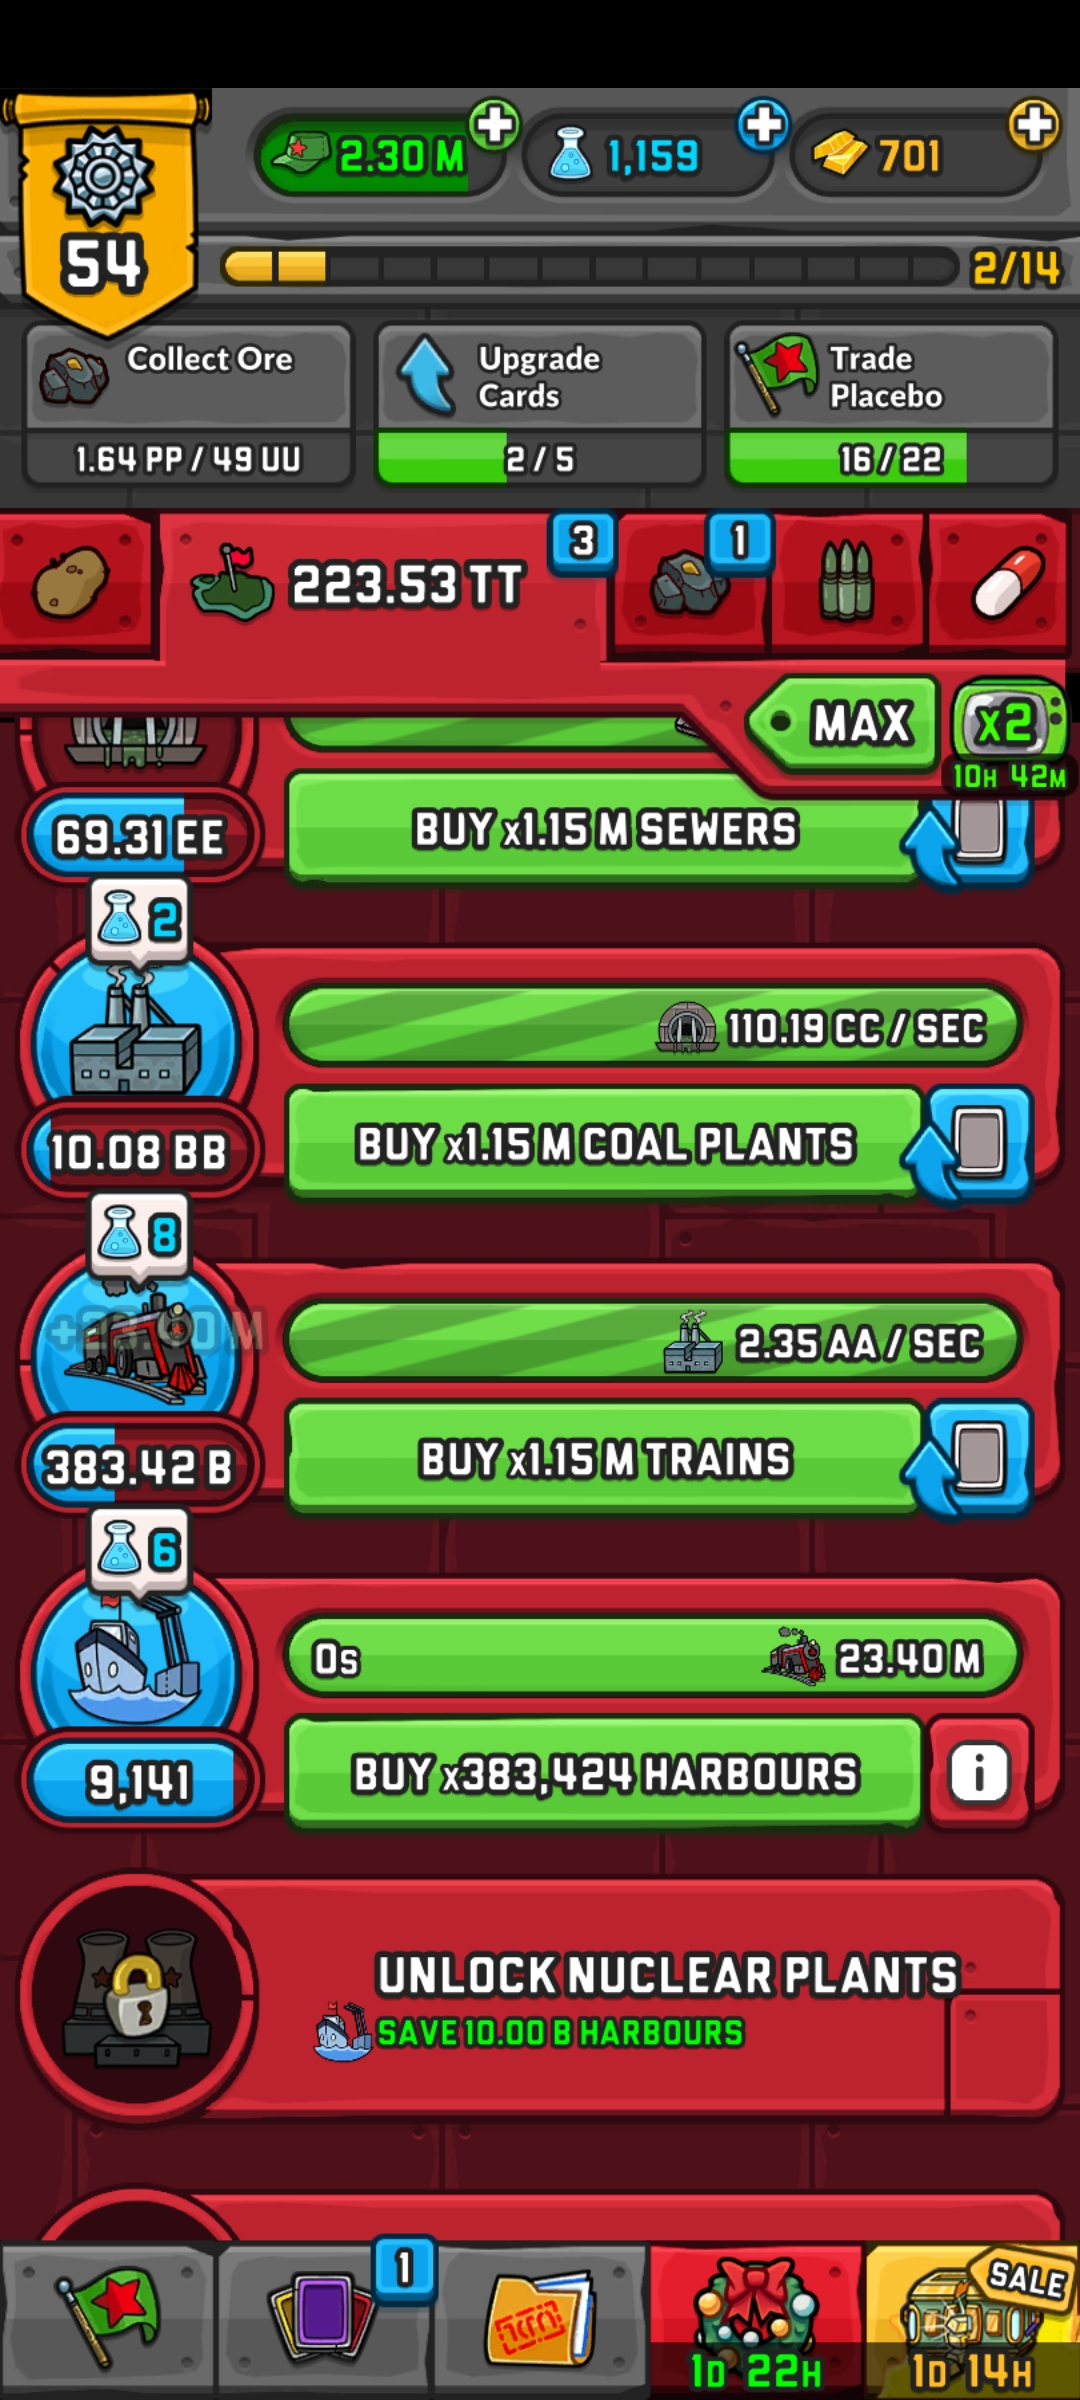 2.30 M
1,159
701
54
2/14
Collect Ore
1.64 PP / 49 UU
Upgrade
Cards
2 / 5
Trade
Placebo
16 / 22
223.53 TT
3
1
MAX
x2
10H 42M
69.31 EE
BUY x1.15 M SEWERS
2
110.19 CC / SEC
10.08 BB
BUY x1.15 M COAL PLANTS
8
+23.40 M
2.35 AA / SEC
383.42 B
BUY x1.15 M TRAINS
6
0s
23.40 M
9,141
BUY x383,424 HARBOURS
i
UNLOCK NUCLEAR PLANTS
SAVE 10.00 B HARBOURS
1
SALE
1D 22H
1D 14H